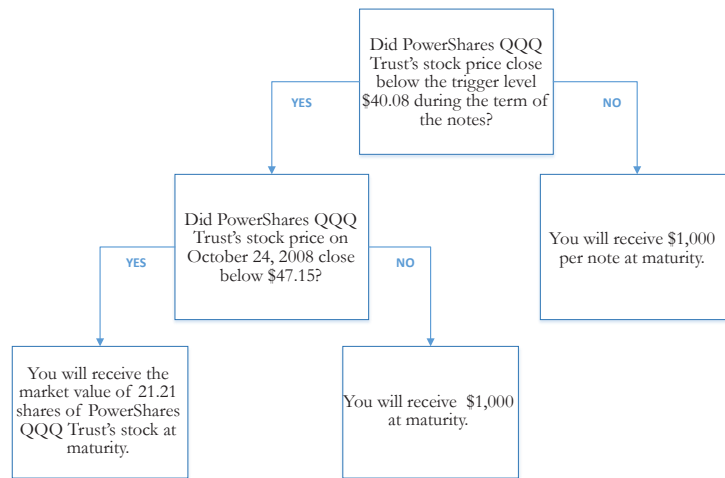 Did PowerShares QQQ
Trust's stock price close
below the trigger level
$40.08 during the term of
the notes?
YES
NO
Did PowerShares QQQ
Trust's stock price on
October 24, 2008 close
below $47.15?
You will receive $1,000
per note at maturity.
YES
NO
You will receive the
market value of 21.21
shares of PowerShares
QQQ Trust's stock at
maturity.
You will receive $1,000
at maturity.